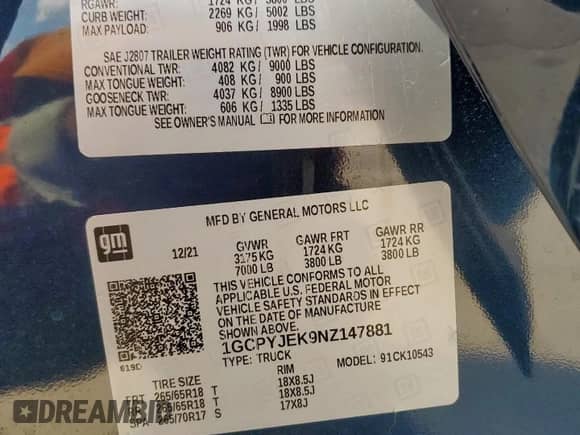 RGAWR: 1724 KG/ 3800 LBS
CURB WEIGHT: 2269 KG/ 5002 LBS
MAX PAYLOAD: 906 KG/ 1998 LBS
SAE J2807 TRAILER WEIGHT RATING (TWR) FOR VEHICLE CONFIGURATION.
CONVENTIONAL TWR: 4082 KG/ 9000 LBS
MAX TONGUE WEIGHT: 408 KG/ 900 LBS
GOOSENECK TWR: 4037 KG/ 8900 LBS
MAX TONGUE WEIGHT: 606 KG/ 1335 LBS
SEE OWNER'S MANUAL FOR MORE INFORMATION
MFD BY GENERAL MOTORS LLC
gm
12/21 GVWR GAWR FRT GAWR RR
3175 KG 1724 KG 1724 KG
7000 LB 3800 LB 3800 LB
THIS VEHICLE CONFORMS TO ALL
APPLICABLE U.S. FEDERAL MOTOR
VEHICLE SAFETY STANDARDS IN EFFECT
ON THE DATE OF MANUFACTURE SHOWN ABOVE.
1GCPYJEK9NZ147881
619D TYPE: TRUCK MODEL: 91CK10543
TIRE SIZE RIM
FRT 265/65R18 T 18X8.5J
265/65R18 T 18X8.5J
SPA 265/70R17 S 17X8J
DREAMBID